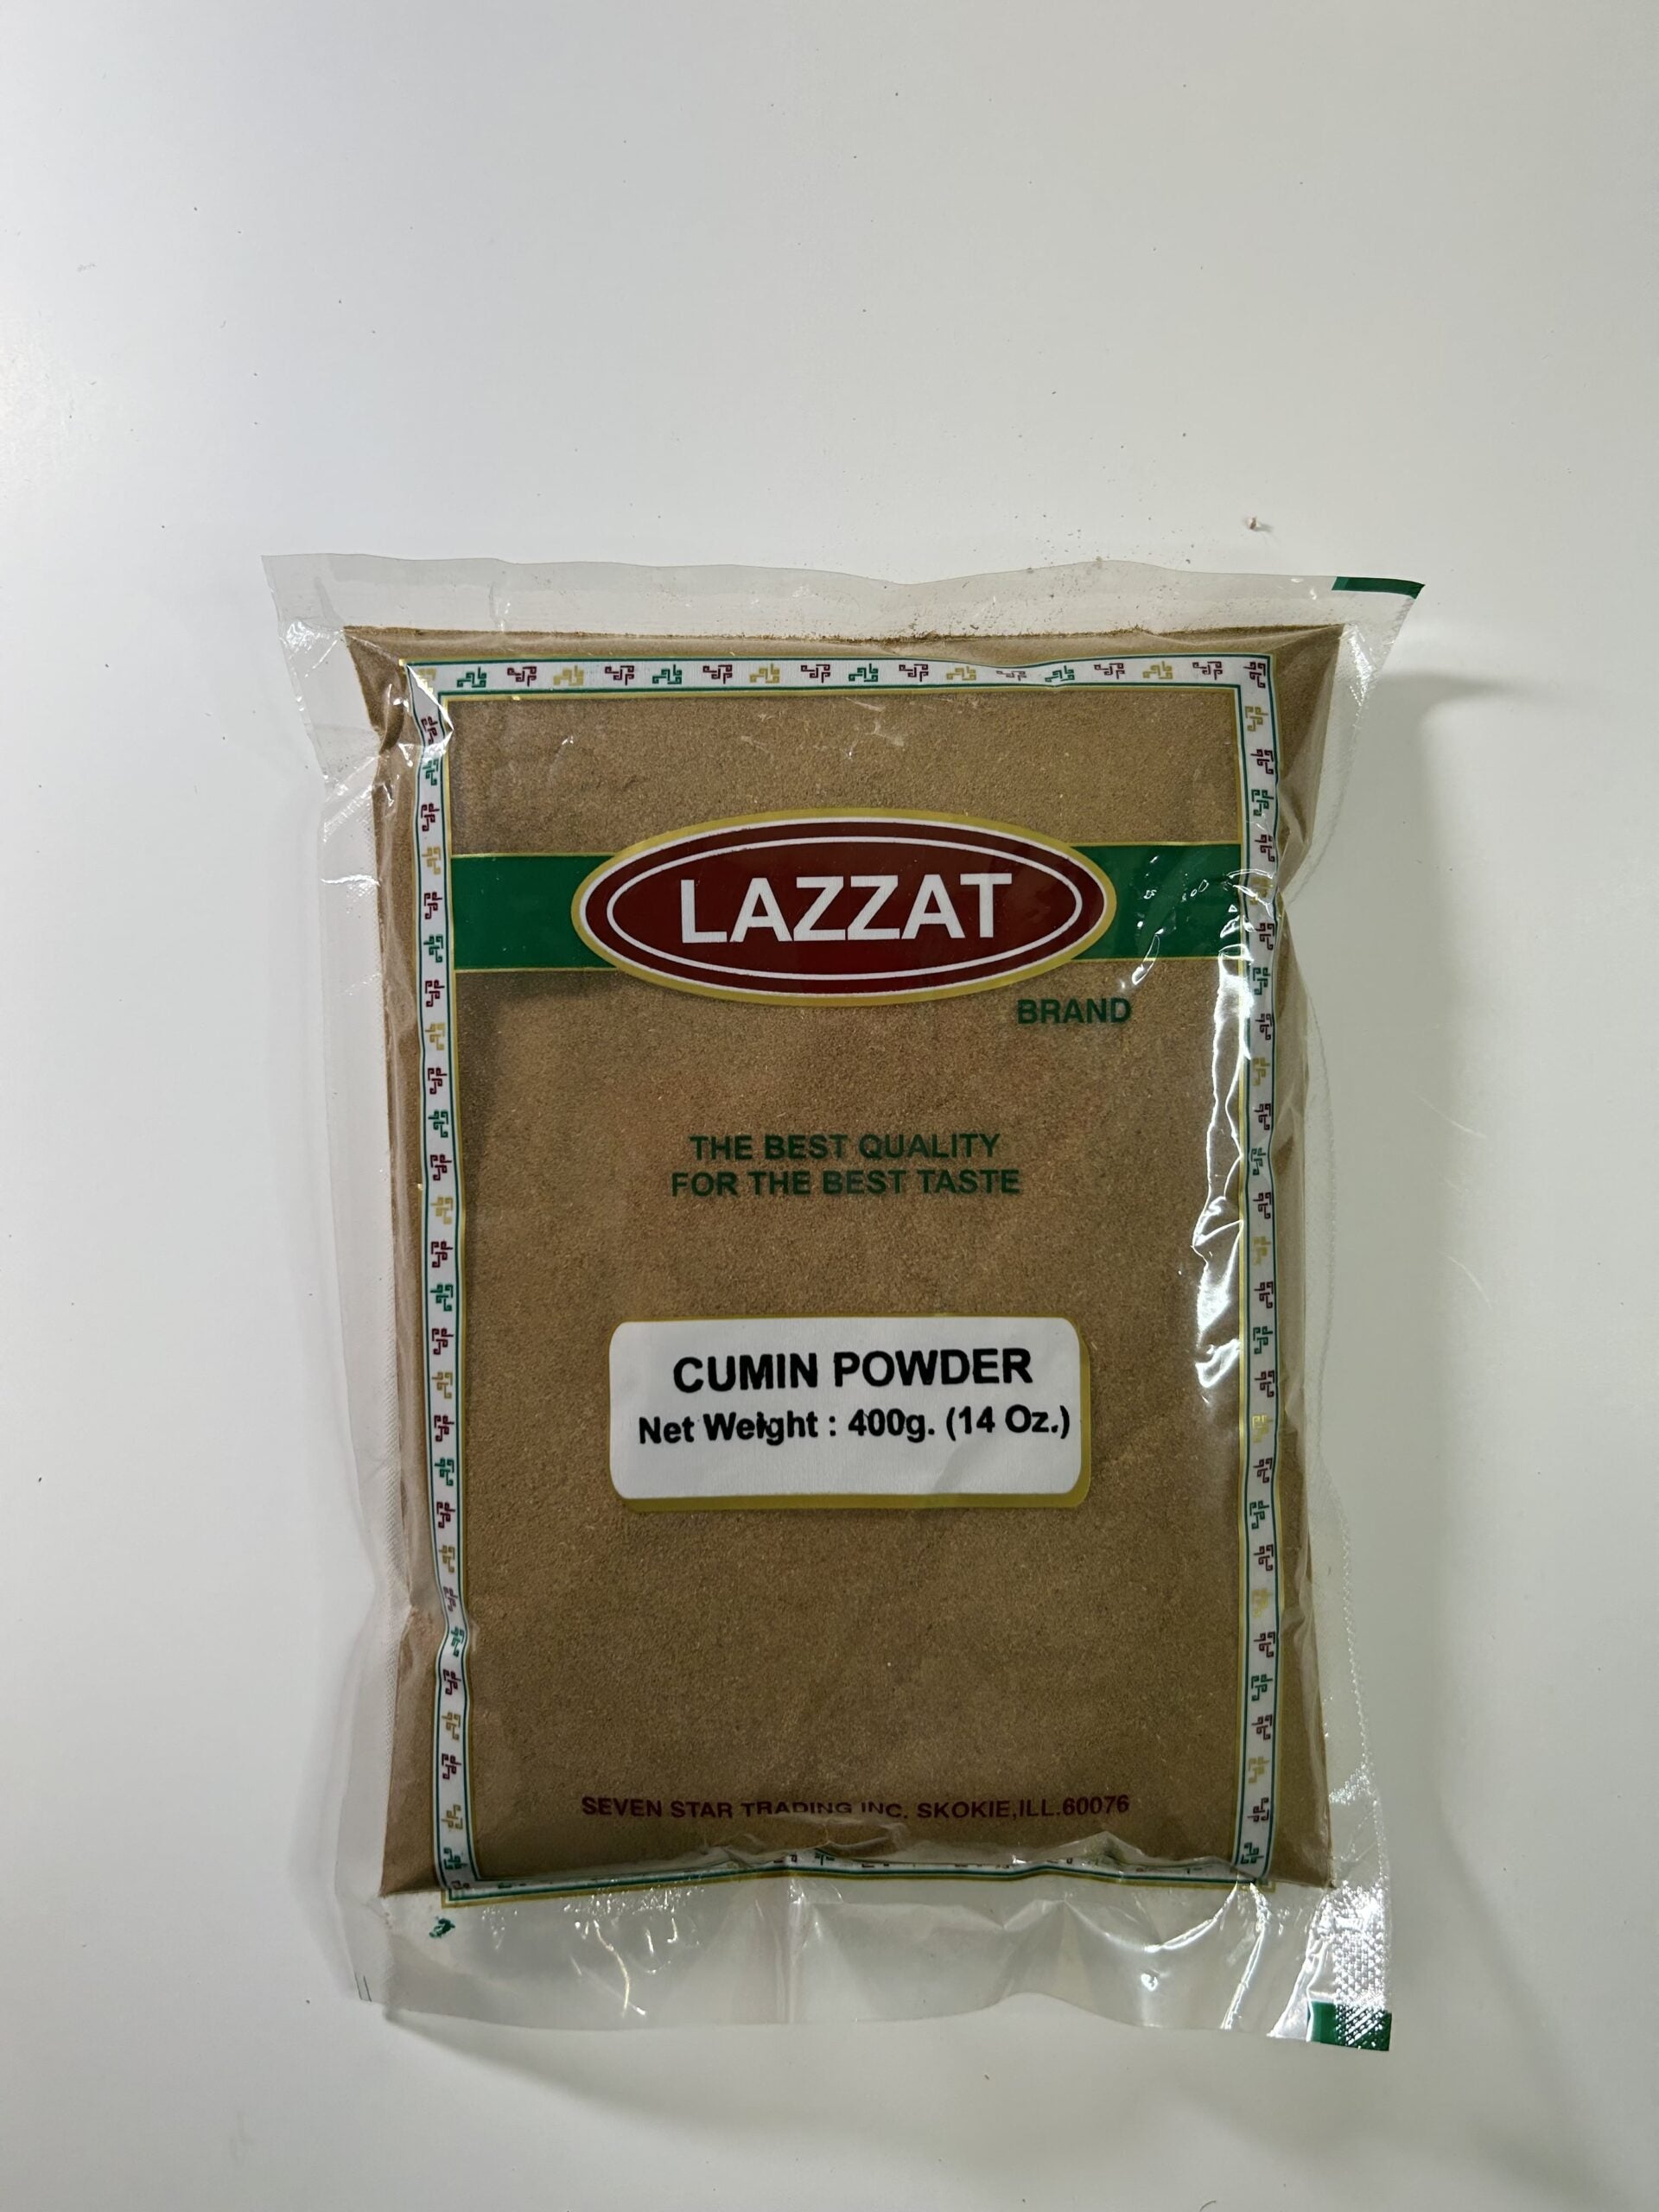 LAZZAT
BRAND
THE BEST QUALITY
FOR THE BEST TASTE
CUMIN POWDER
Net Weight : 400g. (14 Oz.)
SEVEN STAR TRADING INC. SKOKIE,ILL.60076